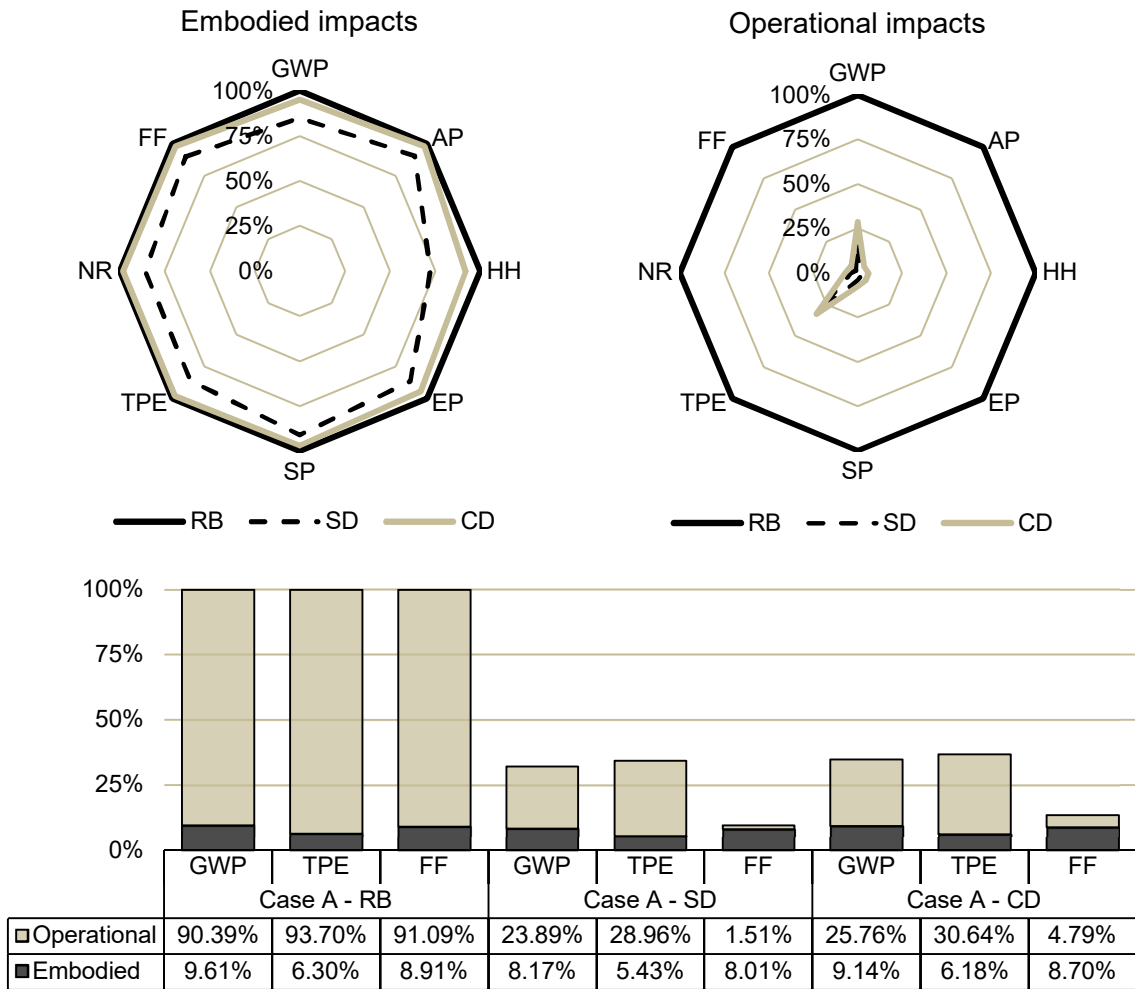 Embodied impacts
Operational impacts
GWP
100%
AP
75%
50%
25%
0%
FF
HH
NR
EP
TPE
SP
RB SD CD
GWP
100%
AP
75%
50%
25%
0%
FF
HH
NR
EP
TPE
SP
RB SD CD
100%
75%
50%
25%
0%
GWP TPE FF GWP TPE FF GWP TPE FF
Case A - RB Case A - SD Case A - CD
Operational 90.39% 93.70% 91.09% 23.89% 28.96% 1.51% 25.76% 30.64% 4.79%
Embodied 9.61% 6.30% 8.91% 8.17% 5.43% 8.01% 9.14% 6.18% 8.70%